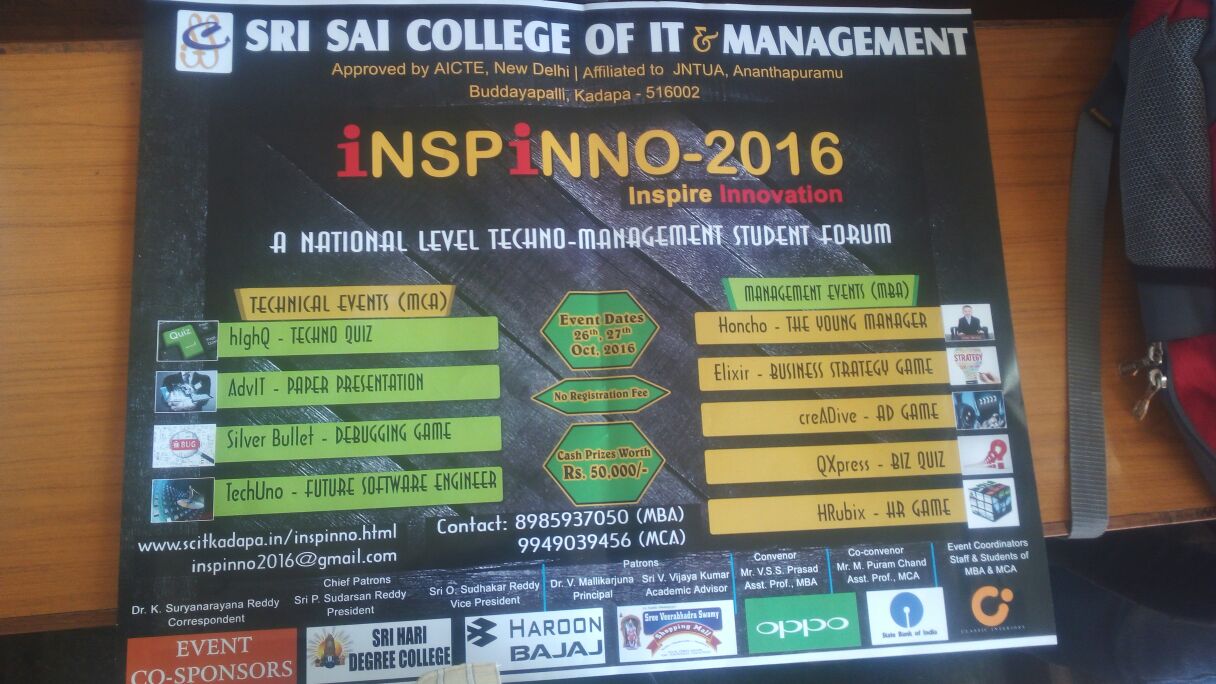 SRI SAI COLLEGE OF IT & MANAGEMENT
Approved by AICTE, New Delhi | Affiliated to JNTUA, Ananthapuramu
Buddayapalli, Kadapa - 516002
iNSPiNNO-2016
Inspire Innovation
A NATIONAL LEVEL TECHNO-MANAGEMENT STUDENT FORUM
TECHNICAL EVENTS (MCA)
Quiz
hIghQ - TECHNO QUIZ
AdvIT - PAPER PRESENTATION
BUG
Silver Bullet - DEBUGGING GAME
TechUno - FUTURE SOFTWARE ENGINEER
Event Dates
26th, 27th
Oct, 2016
No Registration Fee
Cash Prizes Worth
Rs. 50,000/-
MANAGEMENT EVENTS (MBA)
Honcho - THE YOUNG MANAGER
Elixir - BUSINESS STRATEGY GAME
STRATEGY
creADive - AD GAME
QXpress - BIZ QUIZ
HRubix - HR GAME
www.scitkadapa.in/inspinno.html
inspinno2016@gmail.com
Contact: 8985937050 (MBA)
9949039456 (MCA)
Dr. K. Suryanarayana Reddy
Correspondent
Chief Patrons
Sri P. Sudarsan Reddy
President
Sri O. Sudhakar Reddy
Vice President
Patrons
Dr. V. Mallikarjuna
Principal
Sri V. Vijaya Kumar
Academic Advisor
Convenor
Mr. V.S.S. Prasad
Asst. Prof., MBA
Co-convenor
Mr. M. Puram Chand
Asst. Prof., MCA
Event Coordinators
Staff & Students of
MBA & MCA
EVENT
CO-SPONSORS
SRI HARI
DEGREE COLLEGE
HAROON
BAJAJ
Sree Veerabhadra Swamy
Shopping Mall
oppo
State Bank of India
CLASSIC INTERIORS